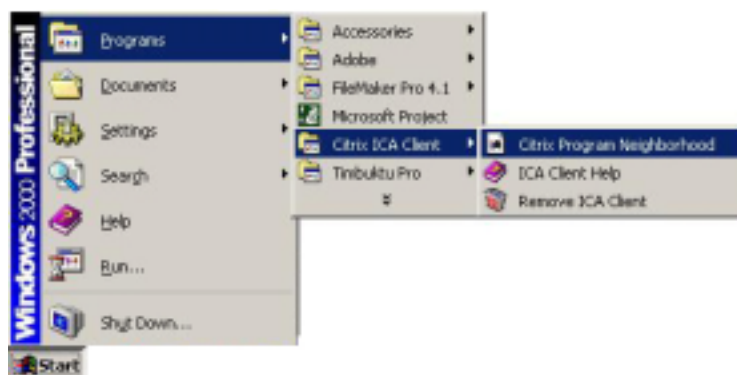 Windows 2000 Professional
Programs
Documents
Settings
Search
Help
Run...
Shut Down...
Start
Accessories
Adobe
FileMaker Pro 4.1
Microsoft Project
Citrix ICA Client
Timbuktu Pro
Citrix Program Neighborhood
ICA Client Help
Remove ICA Client